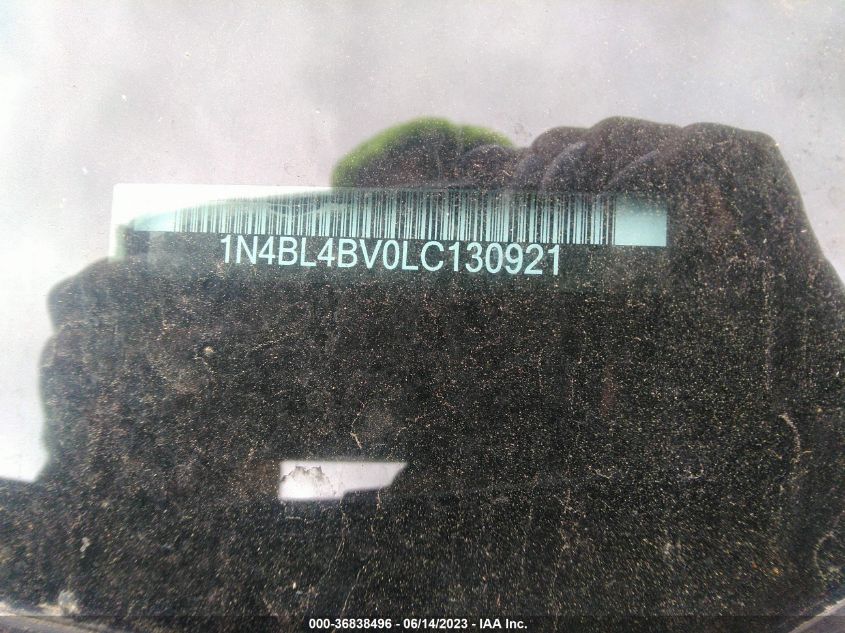 1N4BL4BV0LC130921
000-36838496 - 06/14/2023 - IAA Inc.